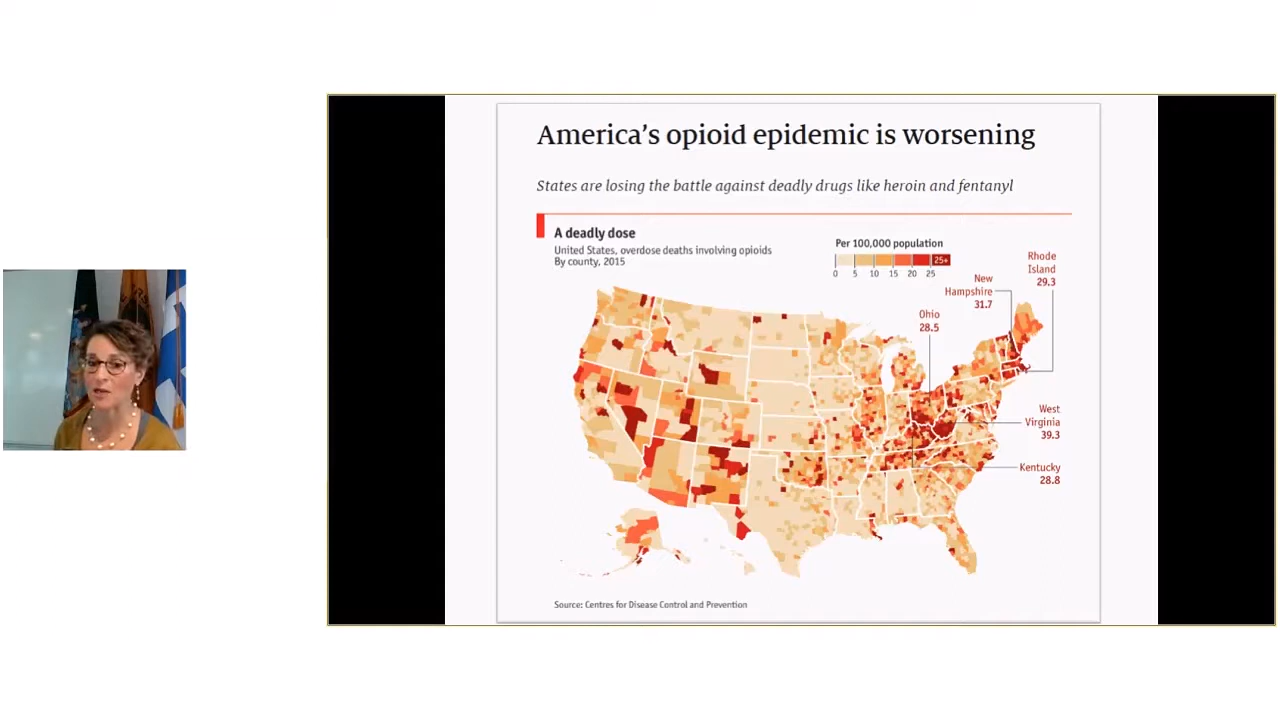 America's opioid epidemic is worsening
States are losing the battle against deadly drugs like heroin and fentanyl
A deadly dose
United States, overdose deaths involving opioids
By county, 2015
Per 100,000 population
25+
0 5 10 15 20 25
Rhode
Island
29.3
New
Hampshire
31.7
Ohio
28.5
West
Virginia
39.3
Kentucky
28.8
Source: Centres for Disease Control and Prevention